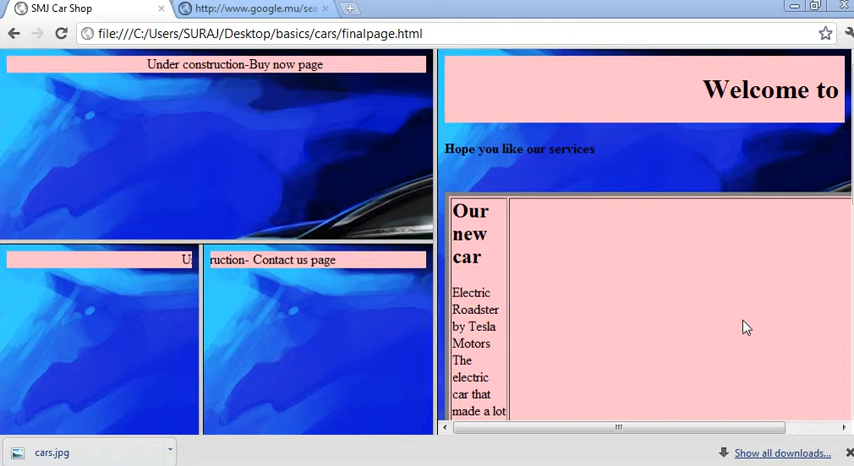 SMJ Car Shop
http://www.google.mu/sea
file:///C:/Users/SURAJ/Desktop/basics/cars/finalpage.html
Under construction-Buy now page
Welcome to
Hope you like our services
Our
new
car
Electric
Roadster
by Tesla
Motors
The
electric
car that
made a lot
U
ruction- Contact us page
cars.jpg
Show all downloads...